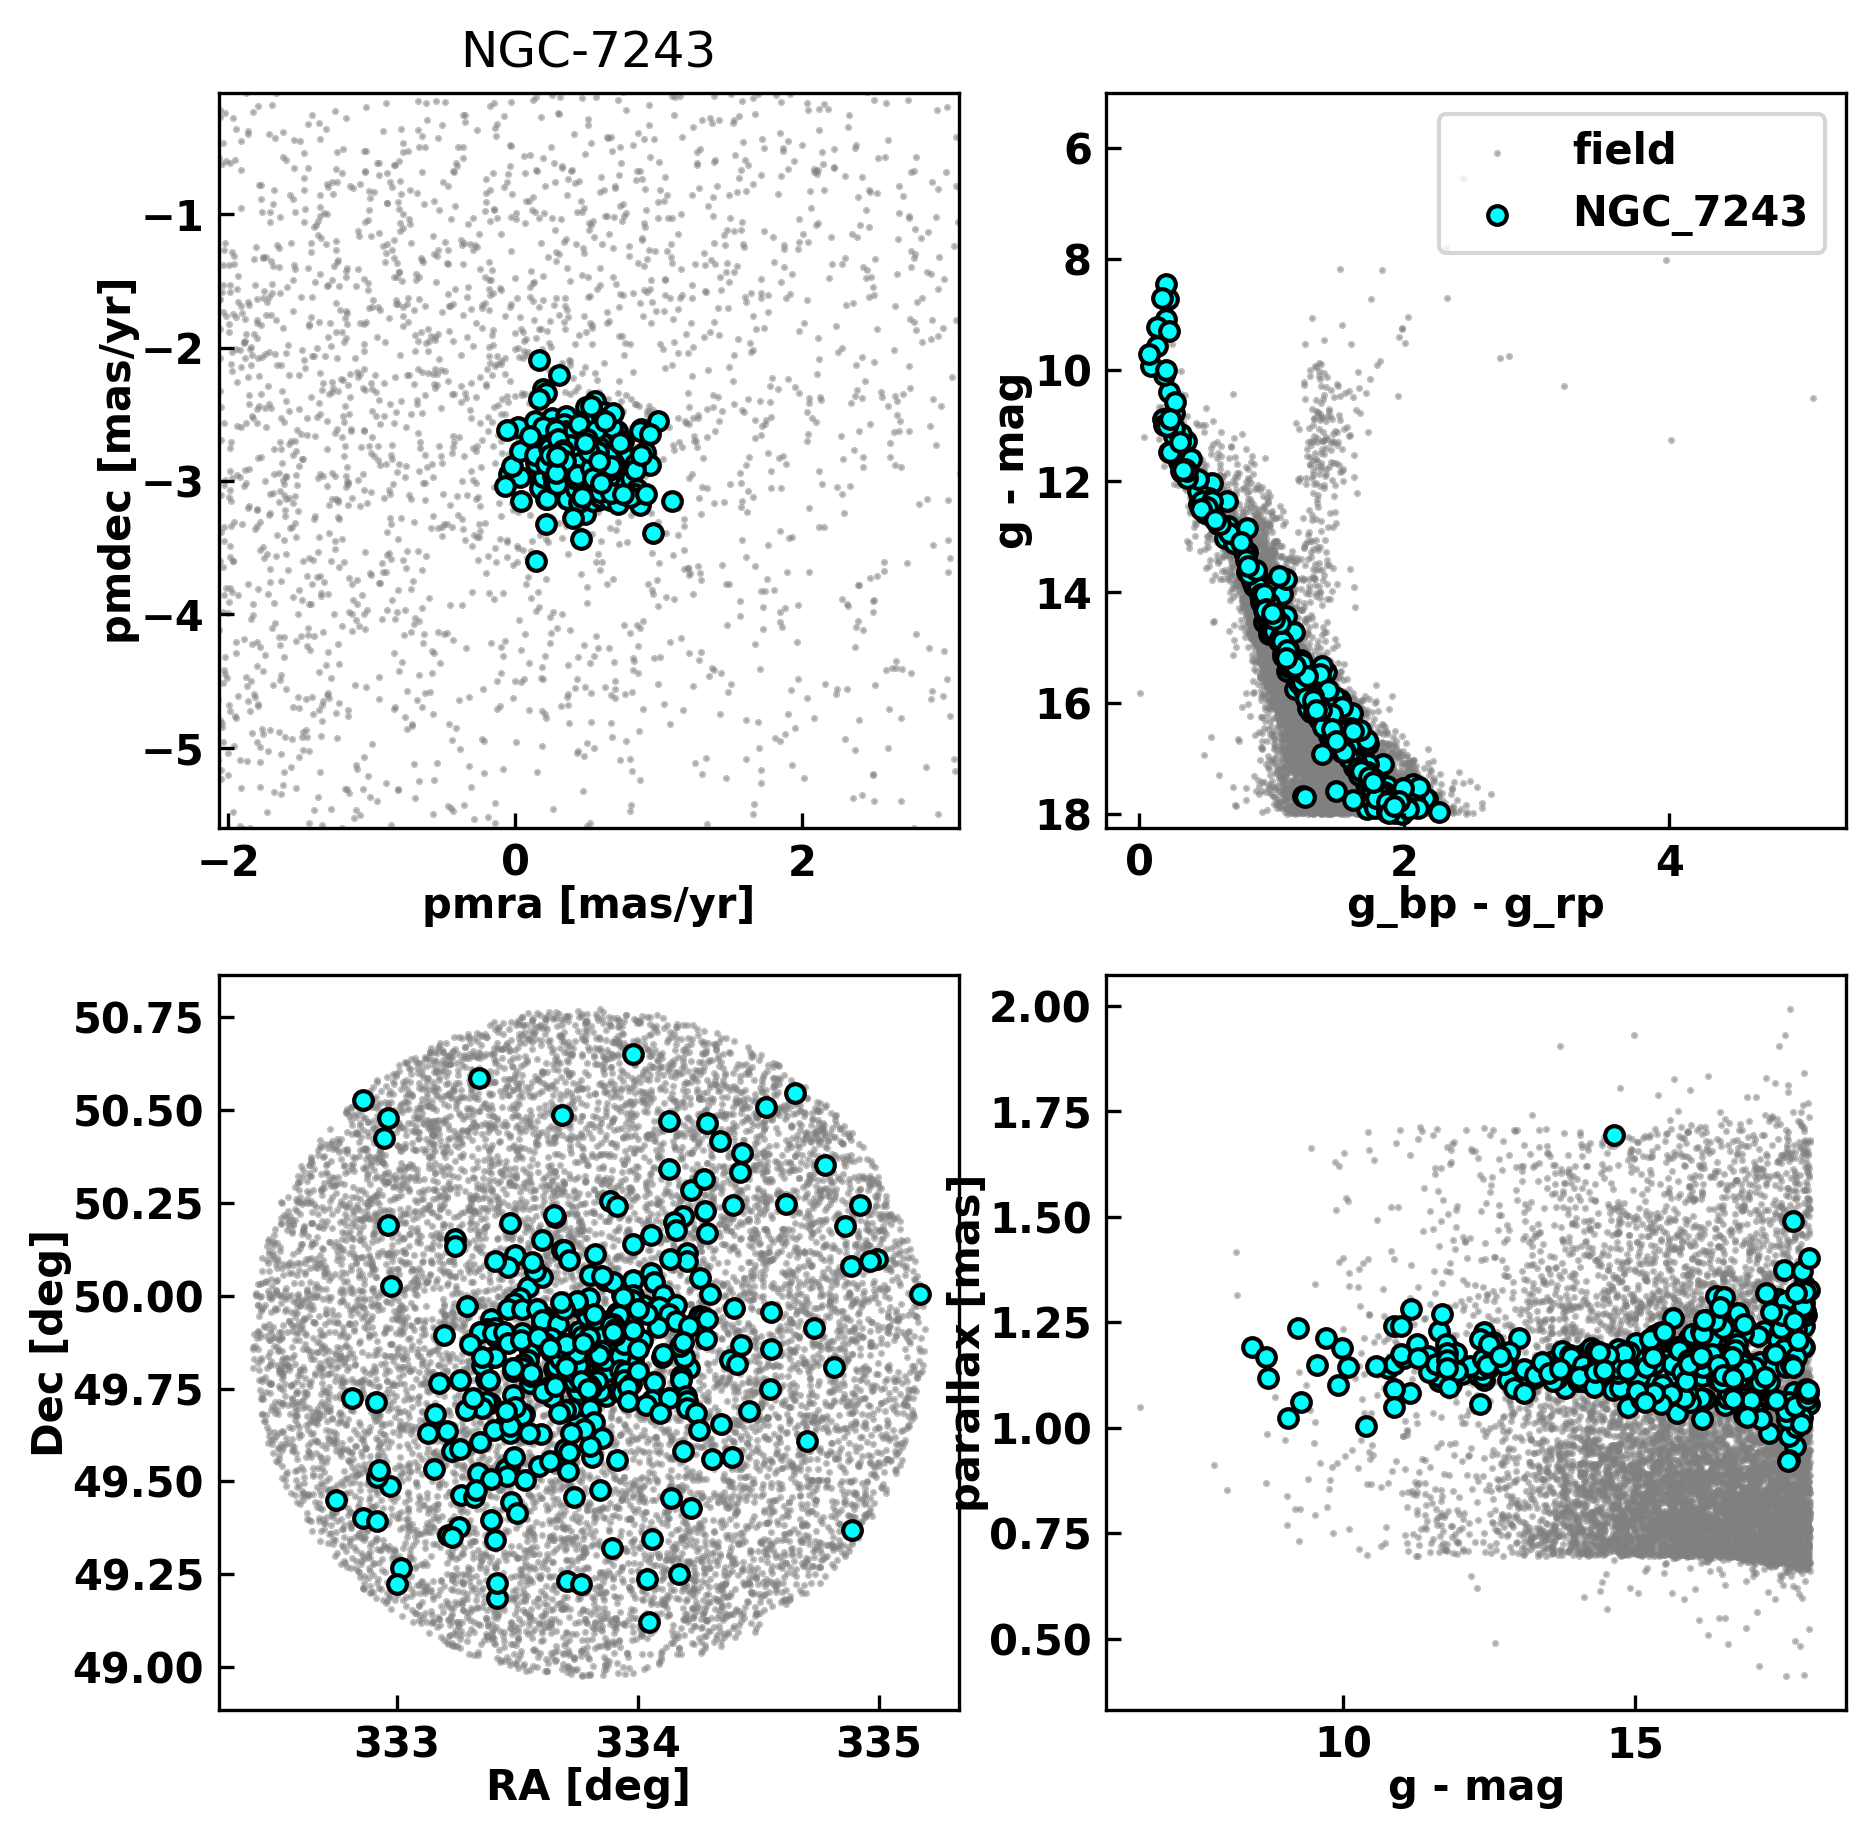 NGC-7243
−1
−2
−3
−4
−5
pmdec [mas/yr]
−2 0 2
pmra [mas/yr]
field
NGC_7243
6
8
10
12
14
16
18
g - mag
0 2 4
g_bp - g_rp
50.75
50.50
50.25
50.00
49.75
49.50
49.25
49.00
Dec [deg]
333 334 335
RA [deg]
2.00
1.75
1.50
1.25
1.00
0.75
0.50
parallax [mas]
10 15
g - mag